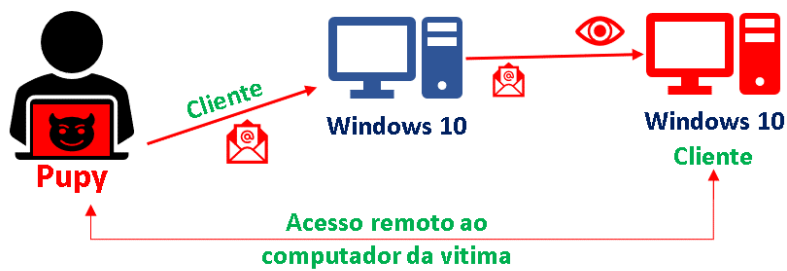 Cliente
Windows 10
Windows 10
Cliente
Pupy
Acesso remoto ao
computador da vitima